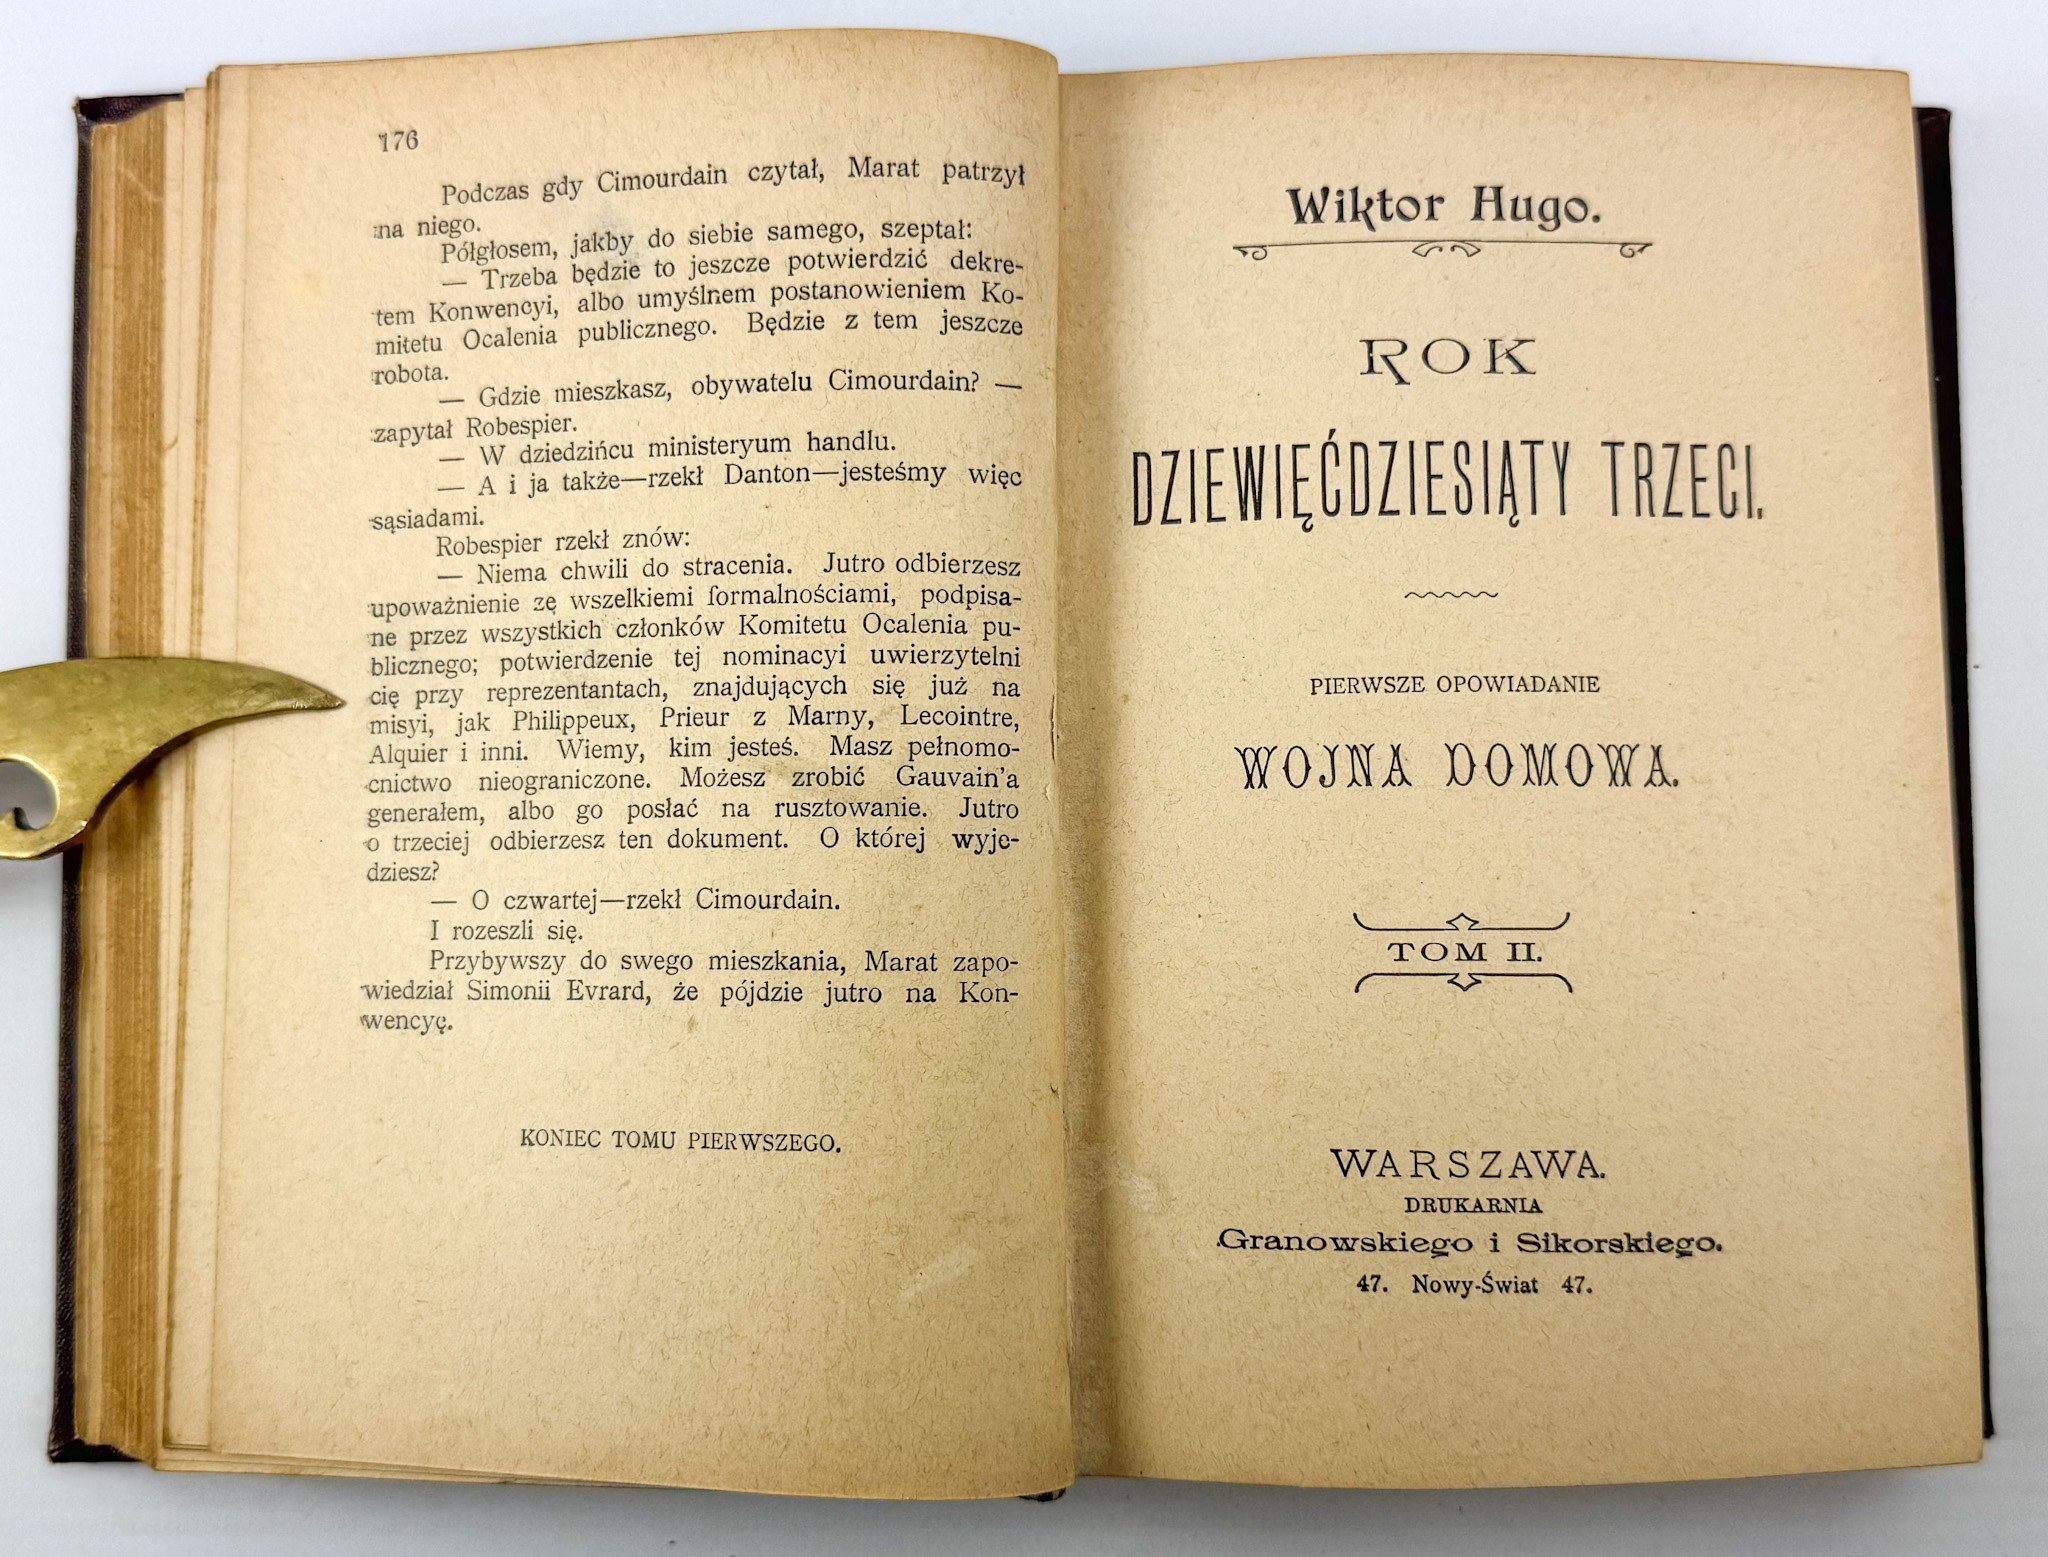 176
Podczas gdy Cimourdain czytał, Marat patrzył
na niego.
Półgłosem, jakby do siebie samego, szeptał:
— Trzeba będzie to jeszcze potwierdzić dekre-
tem Konwencyi, albo umyślnem postanowieniem Ko-
mitetu Ocalenia publicznego. Będzie z tem jeszcze
robota.
— Gdzie mieszkasz, obywatelu Cimourdain? —
zapytał Robespier.
— W dziedzińcu ministeryum handlu.
— A i ja także—rzekł Danton—jesteśmy więc
sąsiadami.
Robespier rzekł znów:
— Niema chwili do stracenia. Jutro odbierzesz
upoważnienie zę wszelkiemi formalnościami, podpisa-
ne przez wszystkich członków Komitetu Ocalenia pu-
blicznego; potwierdzenie tej nominacyi uwierzytelni
cię przy reprezentantach, znajdujących się już na
misyi, jak Philippeux, Prieur z Marny, Lecointre,
Alquier i inni. Wiemy, kim jesteś. Masz pełnomo-
cnictwo nieograniczone. Możesz zrobić Gauvain'a
generałem, albo go posłać na rusztowanie. Jutro
o trzeciej odbierzesz ten dokument. O której wyje-
dziesz?
— O czwartej—rzekł Cimourdain.
I rozeszli się.
Przybywszy do swego mieszkania, Marat zapo-
wiedział Simonii Evrard, że pójdzie jutro na Kon-
wencyę.
KONIEC TOMU PIERWSZEGO.
Wiktor Hugo.
ROK
DZIEWIĘĆDZIESIĄTY TRZECI.
PIERWSZE OPOWIADANIE
WOJNA DOMOWA.
TOM II.
WARSZAWA.
DRUKARNIA
Granowskiego i Sikorskiego.
47. Nowy-Świat 47.